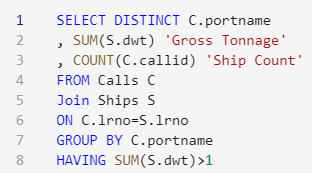 1 SELECT DISTINCT C.portname
2 , SUM(S.dwt) 'Gross Tonnage'
3 , COUNT(C.callid) 'Ship Count'
4 FROM Calls C
5 Join Ships S
6 ON C.lrno=S.lrno
7 GROUP BY C.portname
8 HAVING SUM(S.dwt)>1